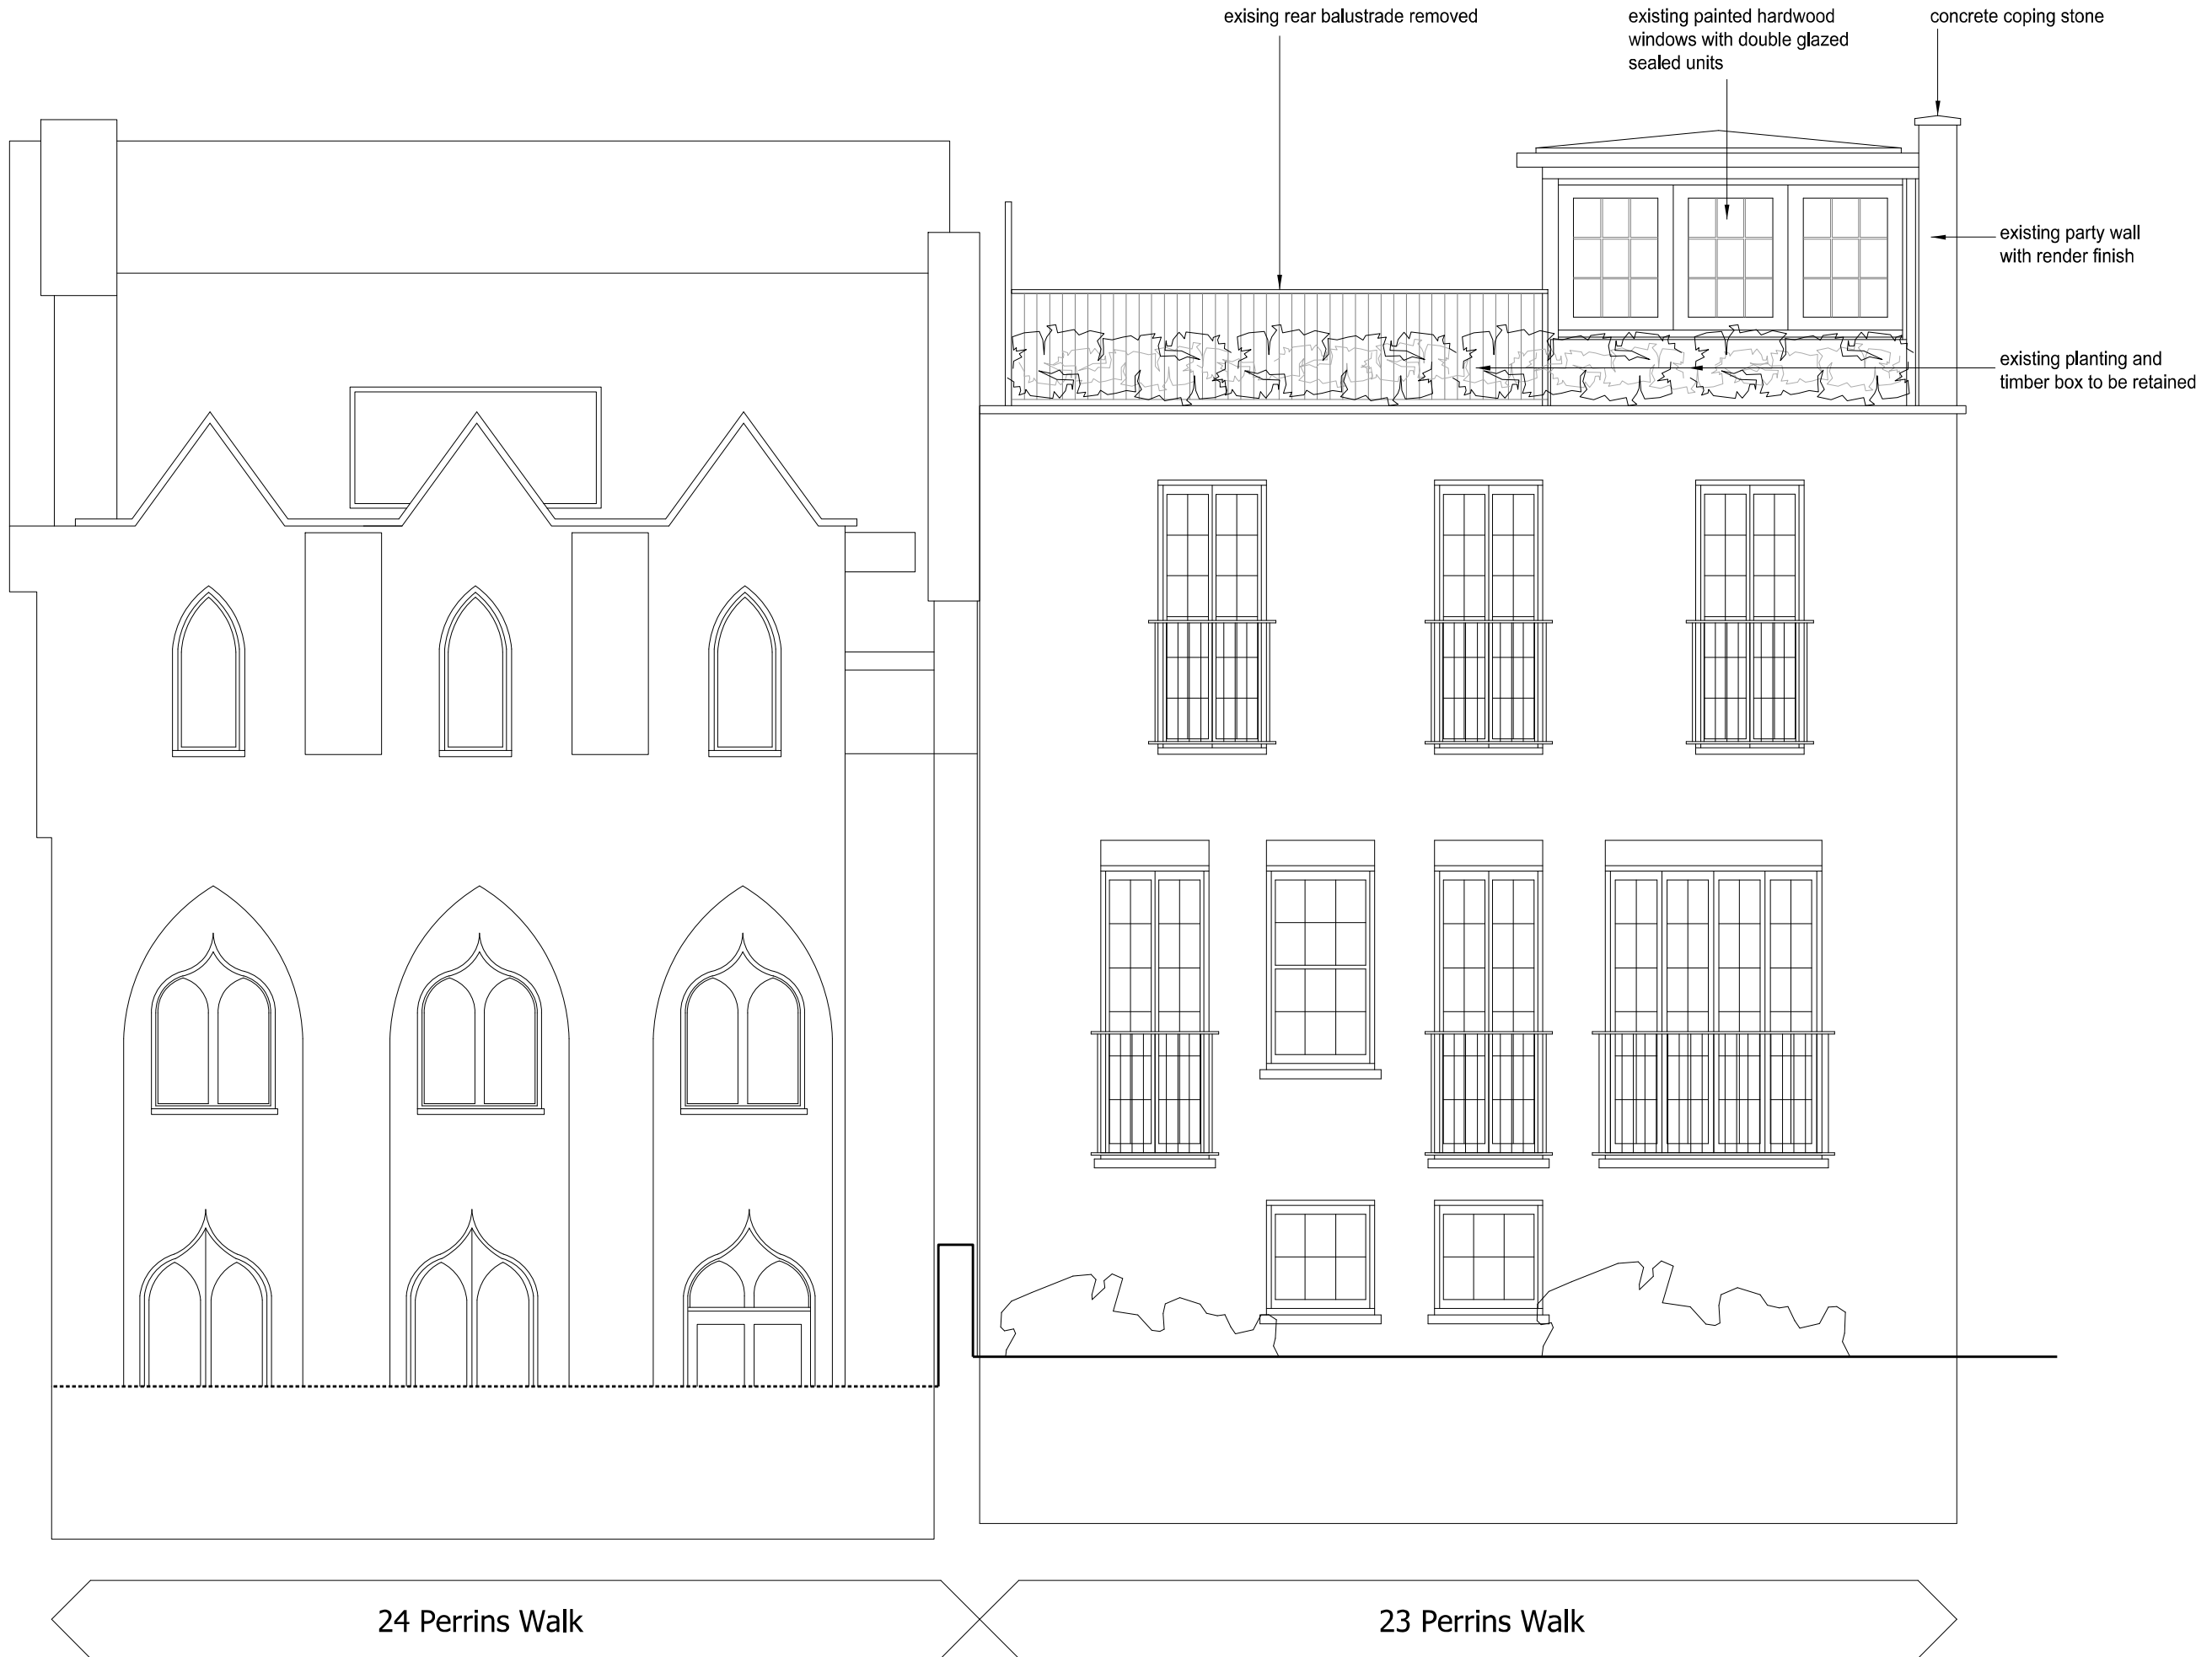 exising rear balustrade removed
existing painted hardwood
windows with double glazed
sealed units
concrete coping stone
existing party wall
with render finish
existing planting and
timber box to be retained
24 Perrins Walk
23 Perrins Walk